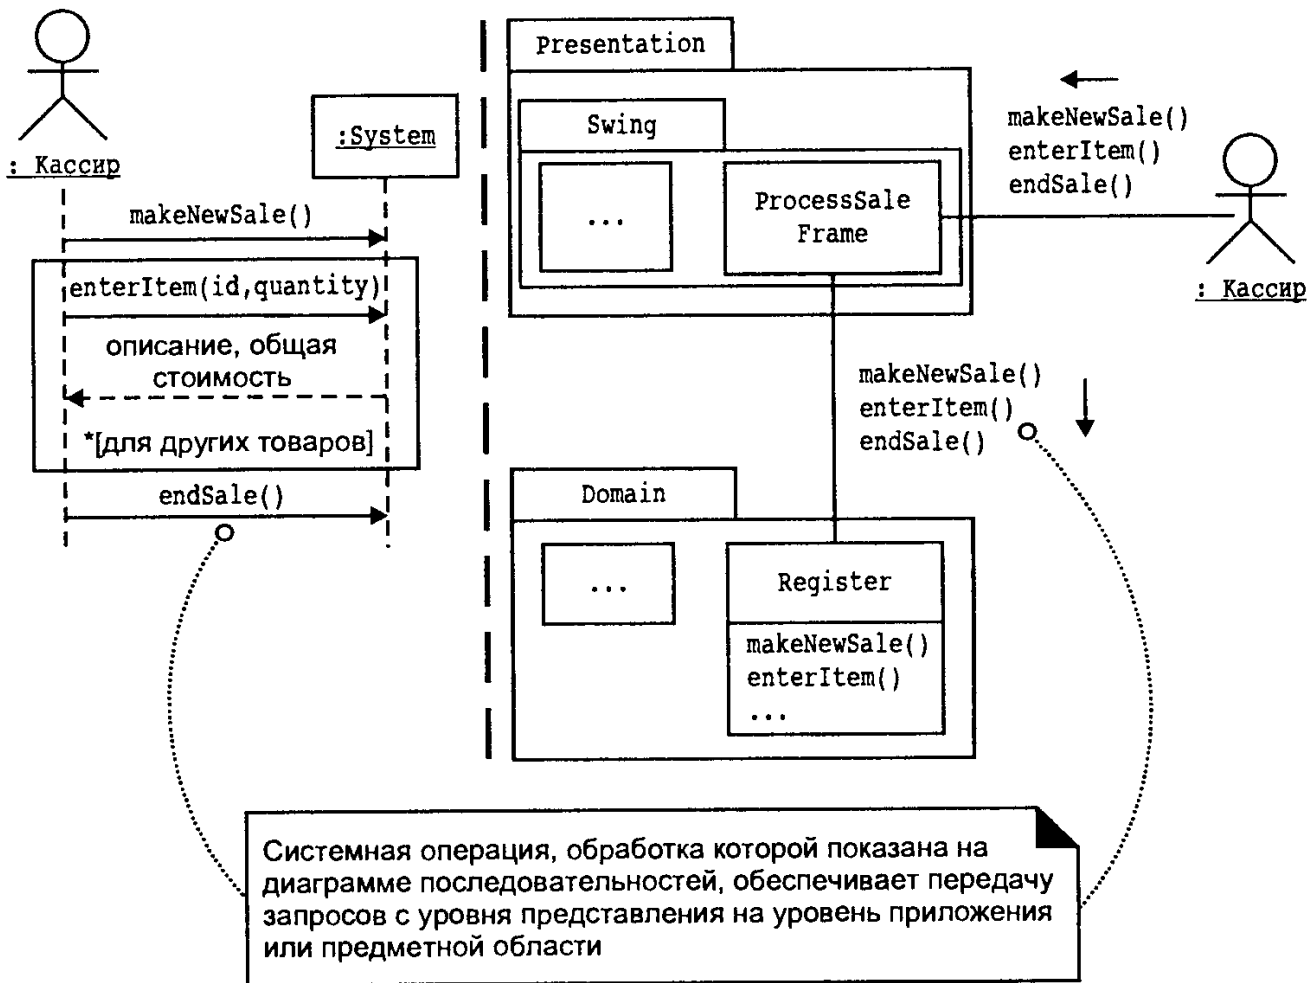 : Кассир
:System
makeNewSale()
enterItem(id,quantity)
описание, общая
стоимость
*[для других товаров]
endSale()
Presentation
Swing
...
ProcessSale
Frame
makeNewSale()
enterItem()
endSale()
: Кассир
makeNewSale()
enterItem()
endSale()
Domain
...
Register
makeNewSale()
enterItem()
...
Системная операция, обработка которой показана на
диаграмме последовательностей, обеспечивает передачу
запросов с уровня представления на уровень приложения
или предметной области